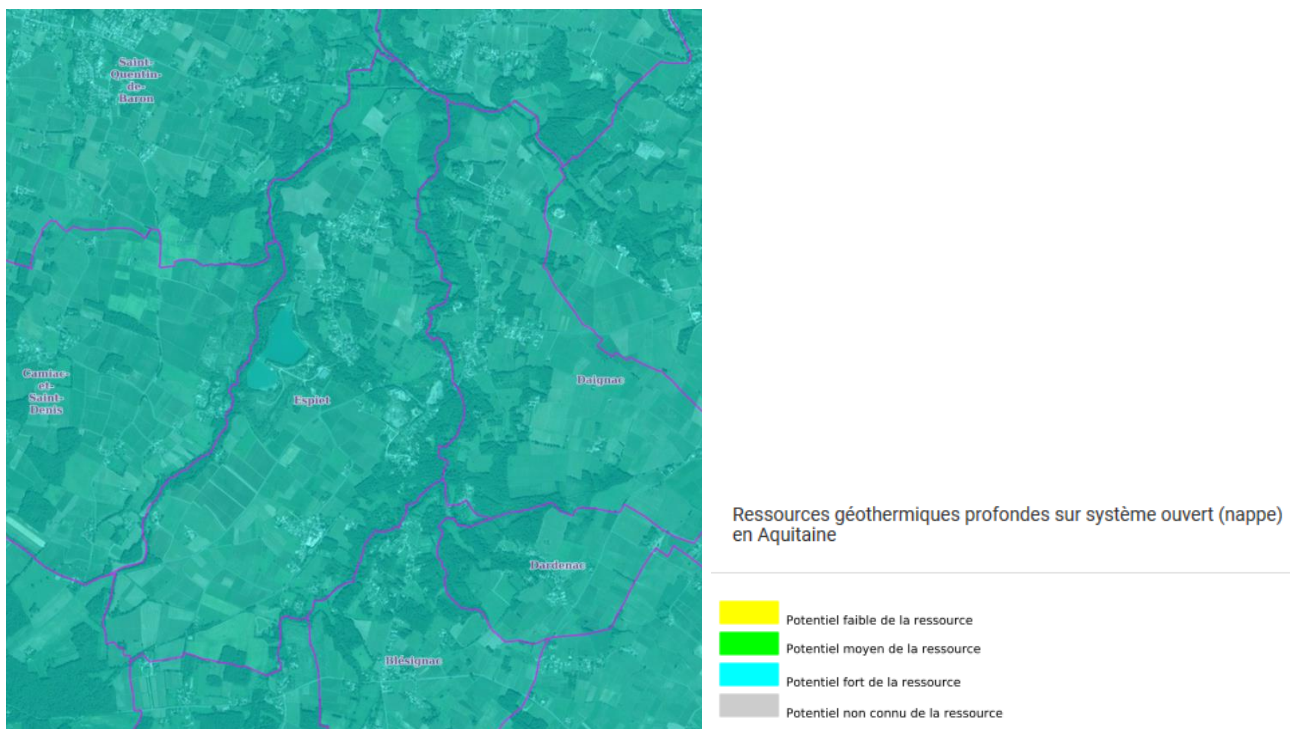 Saint-
Quentin-
de-
Baron
Camiac-
et-
Saint-
Denis
Espiet
Daignac
Dardenac
Blésignac
Ressources géothermiques profondes sur système ouvert (nappe)
en Aquitaine
Potentiel faible de la ressource
Potentiel moyen de la ressource
Potentiel fort de la ressource
Potentiel non connu de la ressource